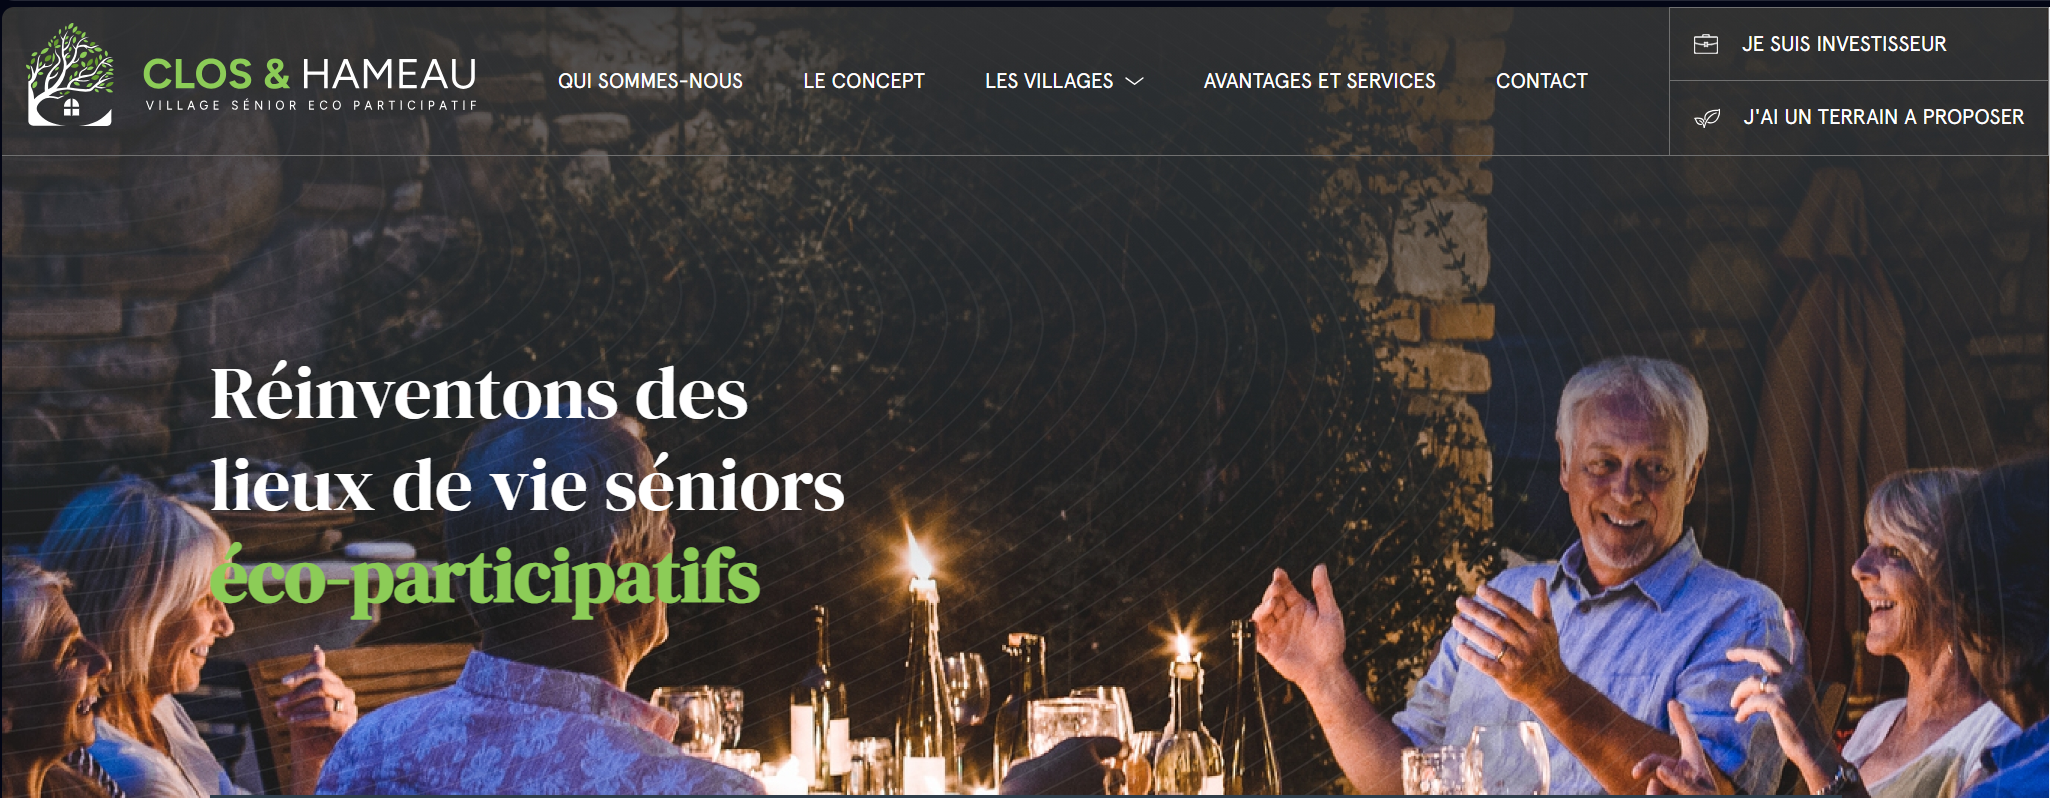 CLOS & HAMEAU
VILLAGE SÉNIOR ECO PARTICIPATIF
QUI SOMMES-NOUS
LE CONCEPT
LES VILLAGES
AVANTAGES ET SERVICES
CONTACT
JE SUIS INVESTISSEUR
J'AI UN TERRAIN A PROPOSER
Réinventons des
lieux de vie séniors
éco-participatifs